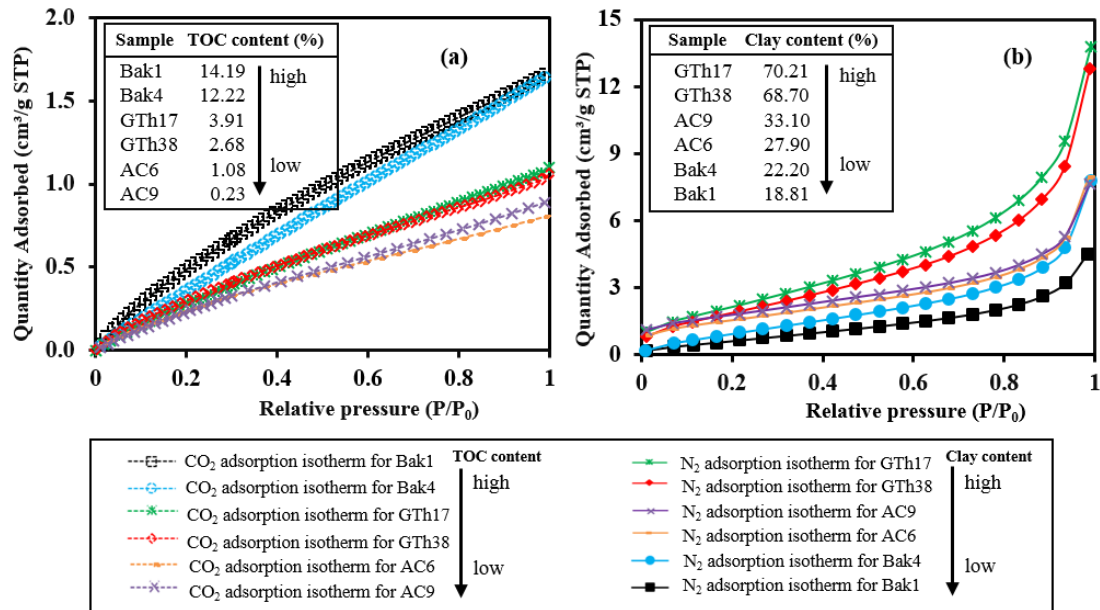 Quantity Adsorbed (cm³/g STP)
2.0
1.5
1.0
0.5
0.0
Sample TOC content (%)
Bak1 14.19
Bak4 12.22
GTh17 3.91
GTh38 2.68
AC6 1.08
AC9 0.23
high
low
(a)
0 0.2 0.4 0.6 0.8 1
Relative pressure (P/P₀)
Quantity Adsorbed (cm³/g STP)
15
12
9
6
3
0
Sample Clay content (%)
GTh17 70.21
GTh38 68.70
AC9 33.10
AC6 27.90
Bak4 22.20
Bak1 18.81
high
low
(b)
0 0.2 0.4 0.6 0.8 1
Relative pressure (P/P₀)
CO₂ adsorption isotherm for Bak1
CO₂ adsorption isotherm for Bak4
CO₂ adsorption isotherm for GTh17
CO₂ adsorption isotherm for GTh38
CO₂ adsorption isotherm for AC6
CO₂ adsorption isotherm for AC9
TOC content
high
low
N₂ adsorption isotherm for GTh17
N₂ adsorption isotherm for GTh38
N₂ adsorption isotherm for AC9
N₂ adsorption isotherm for AC6
N₂ adsorption isotherm for Bak4
N₂ adsorption isotherm for Bak1
Clay content
high
low